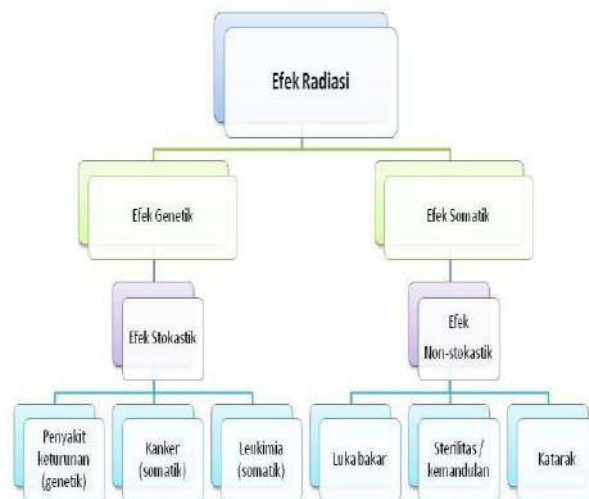 Efek Radiasi
Efek Genetik
Efek Somatik
Efek Stokastik
Efek
Non-stokastik
Penyakit
keturunan
(genetik)
Kanker
(somatik)
Leukimia
(somatik)
Luka bakar
Sterilitas /
kemandulan
Katarak